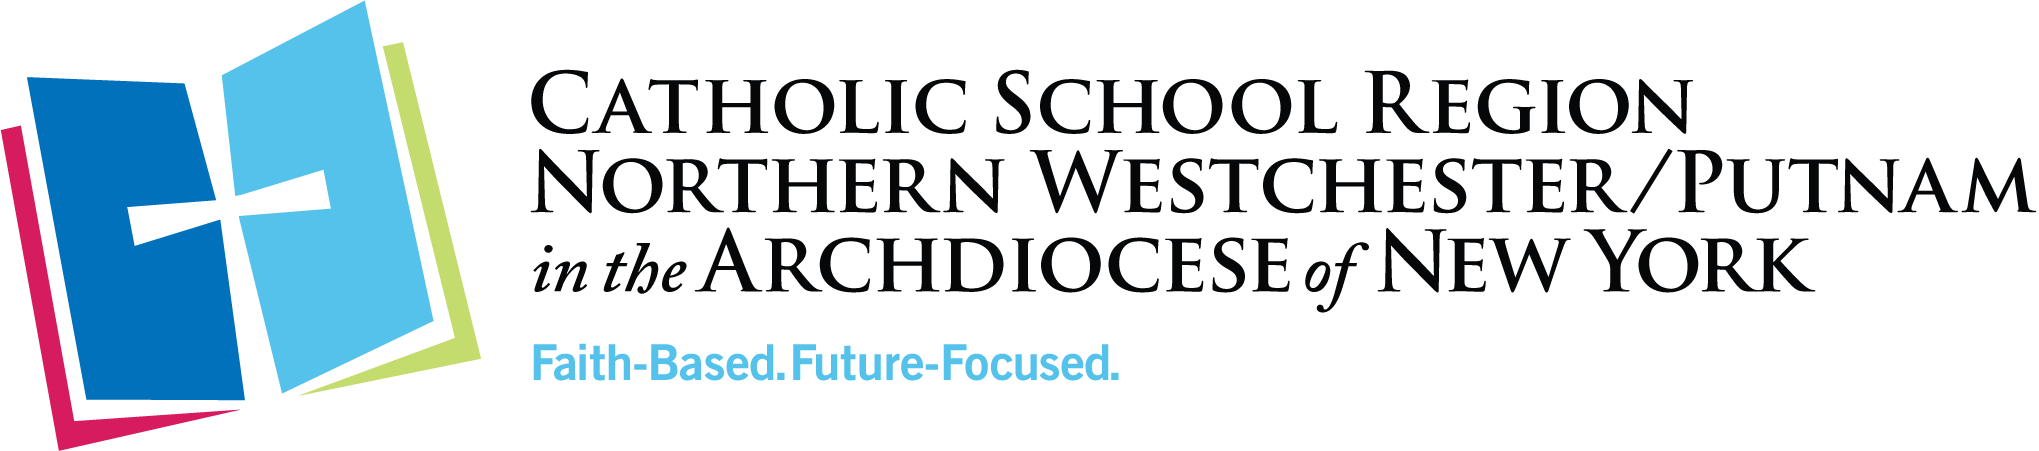 Catholic School Region
Northern Westchester/Putnam
in the Archdiocese of New York
Faith-Based. Future-Focused.